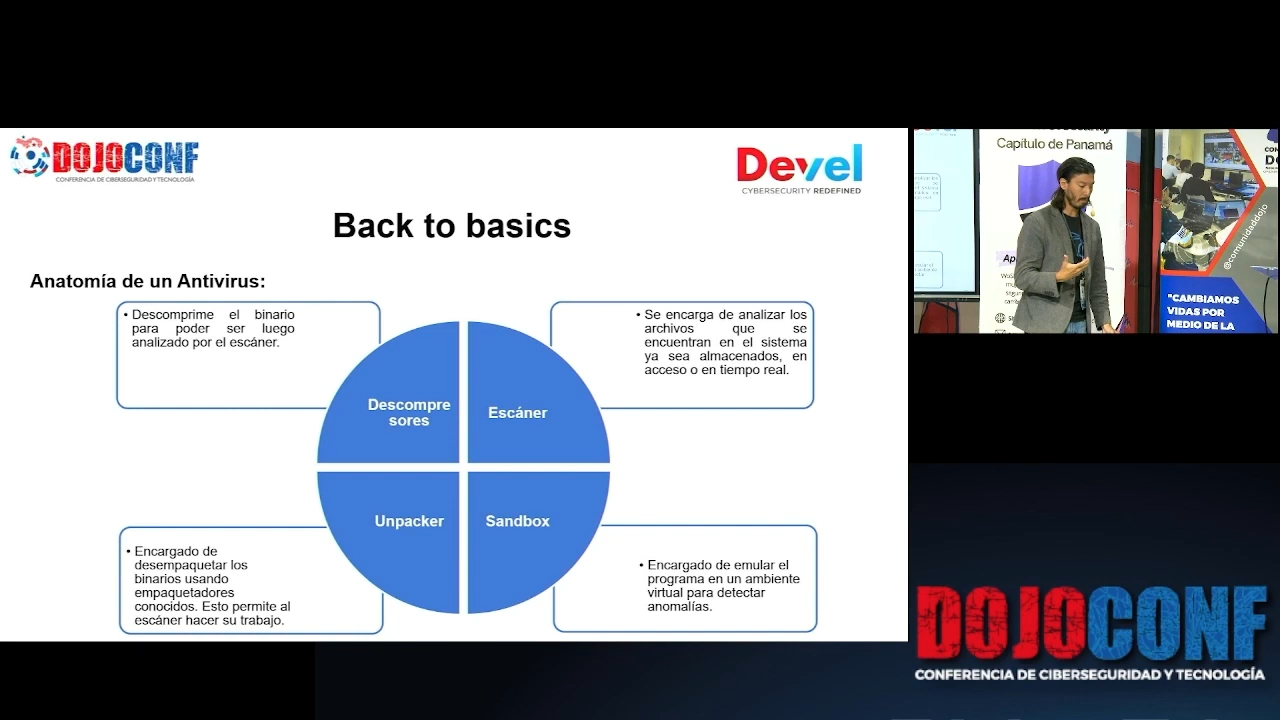 DOJOCONF
CONFERENCIA DE CIBERSEGURIDAD Y TECNOLOGÍA
Devel
CYBERSECURITY REDEFINED
Back to basics
Anatomía de un Antivirus:
• Descomprime el binario
para poder ser luego
analizado por el escáner.
• Se encarga de analizar los
archivos que se
encuentran en el sistema
ya sea almacenados, en
acceso o en tiempo real.
Descompre
sores
Escáner
Unpacker
Sandbox
• Encargado de
desempaquetar los
binarios usando
empaquetadores
conocidos. Esto permite al
escáner hacer su trabajo.
• Encargado de emular el
programa en un ambiente
virtual para detectar
anomalías.
Capítulo de Panamá
@comunidaddojo
"CAMBIAMOS
VIDAS POR
MEDIO DE LA
DOJOCONF
CONFERENCIA DE CIBERSEGURIDAD Y TECNOLOGÍA